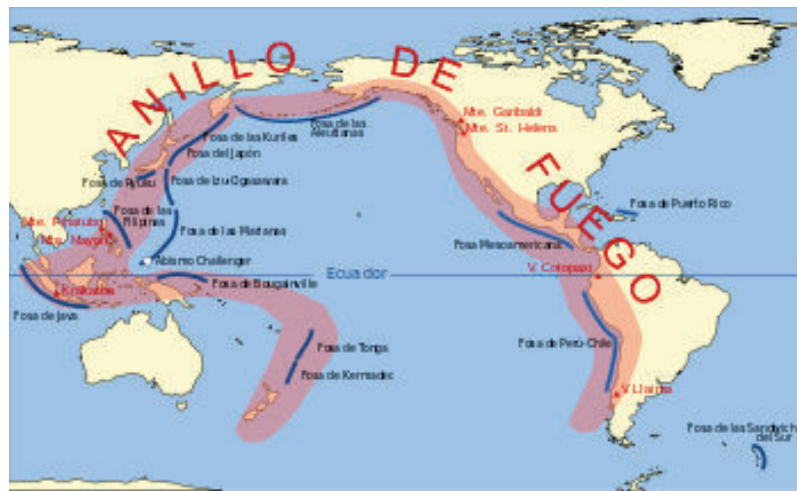 ANILLO DE FUEGO
Mte. Garibaldi
Mte. St. Helens
Fosa de las
Aleutianas
Fosa de las Kuriles
Fosa del Japón
Fosa de Ryukyu
Fosa de Izu-Ogasawara
Fosa de Puerto Rico
Mte. Pinatubo
Fosa de las
Filipinas
Mte. Mayon
Fosa de las Marianas
Fosa Mesoamericana
Abismo Challenger
Ecuador
V. Cotopaxi
Krakatoa
Fosa de Bougainville
Fosa de Java
Fosa de Tonga
Fosa de Perú-Chile
Fosa de Kermadec
V. Llaima
Fosa de las Sandwich
del Sur